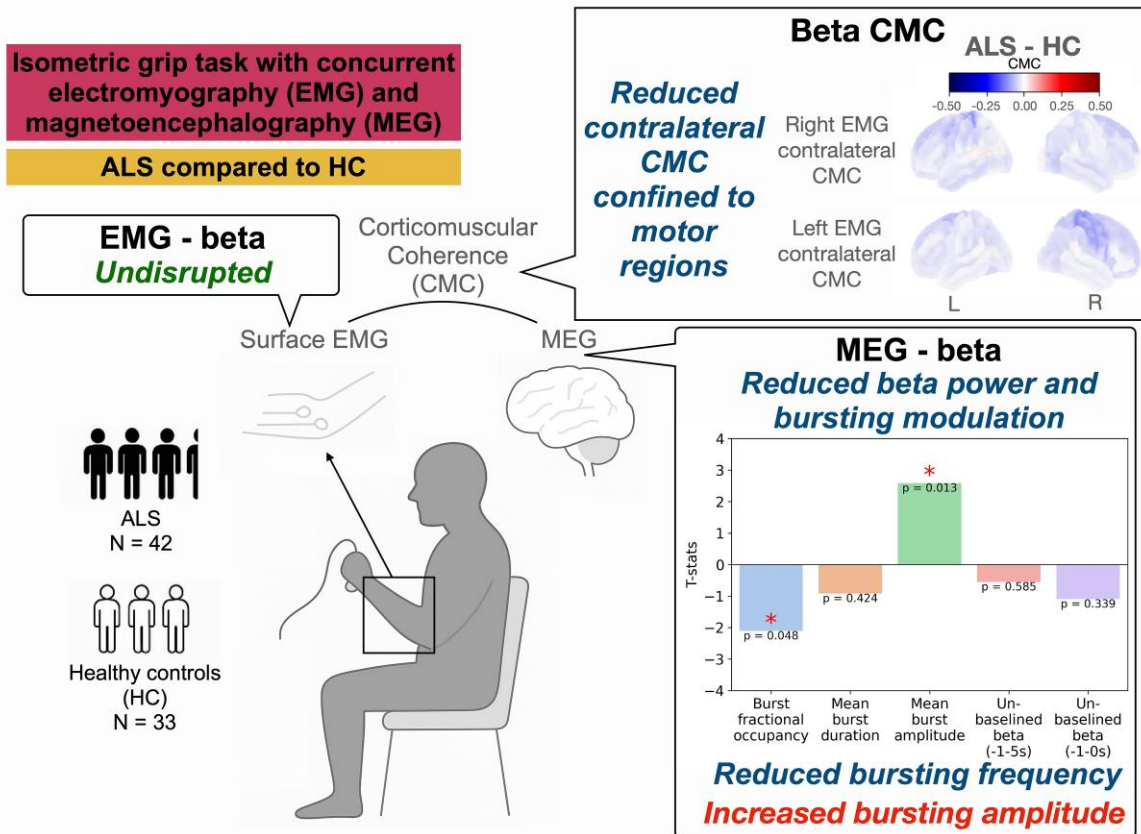 Isometric grip task with concurrent
electromyography (EMG) and
magnetoencephalography (MEG)
ALS compared to HC
EMG - beta
Undisrupted
Corticomuscular
Coherence
(CMC)
Surface EMG
MEG
ALS
N = 42
Healthy controls
(HC)
N = 33
Beta CMC
Reduced
contralateral
CMC
confined to
motor
regions
ALS - HC
CMC
-0.50 -0.25 0.00 0.25 0.50
Right EMG
contralateral
CMC
Left EMG
contralateral
CMC
L R
MEG - beta
Reduced beta power and
bursting modulation
T-stats
4
3
2
1
0
−1
−2
−3
−4
*
p = 0.048
p = 0.424
*
p = 0.013
p = 0.585
p = 0.339
Burst
fractional
occupancy
Mean
burst
duration
Mean
burst
amplitude
Un-
baselined
beta
(-1-5s)
Un-
baselined
beta
(-1-0s)
Reduced bursting frequency
Increased bursting amplitude